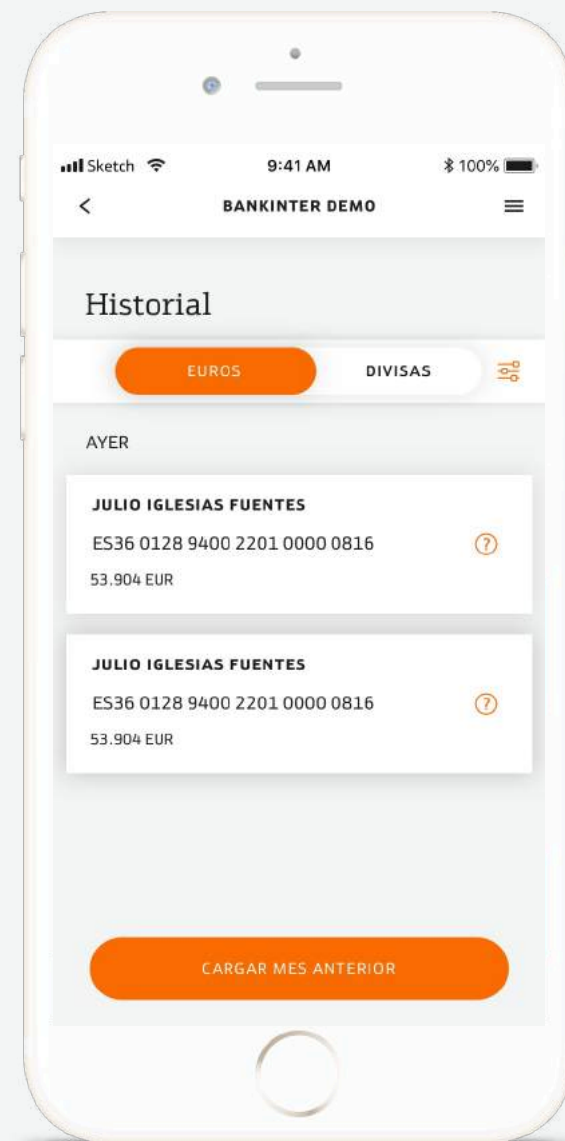 Sketch 9:41 AM 100%
BANKINTER DEMO
Historial
EUROS DIVISAS
AYER
JULIO IGLESIAS FUENTES
ES36 0128 9400 2201 0000 0816
53.904 EUR
JULIO IGLESIAS FUENTES
ES36 0128 9400 2201 0000 0816
53.904 EUR
CARGAR MES ANTERIOR